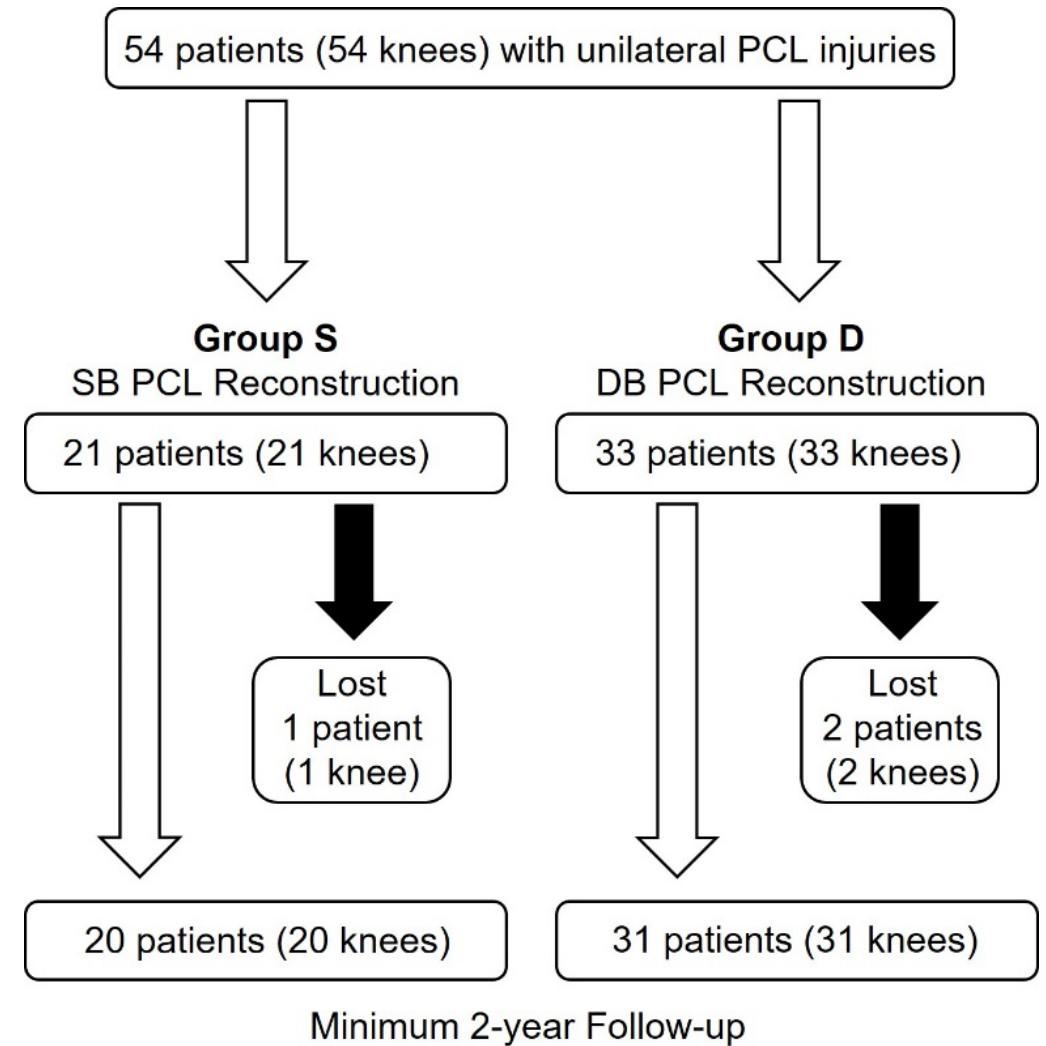 54 patients (54 knees) with unilateral PCL injuries
Group S
SB PCL Reconstruction
21 patients (21 knees)
Group D
DB PCL Reconstruction
33 patients (33 knees)
Lost
1 patient
(1 knee)
Lost
2 patients
(2 knees)
20 patients (20 knees)
31 patients (31 knees)
Minimum 2-year Follow-up